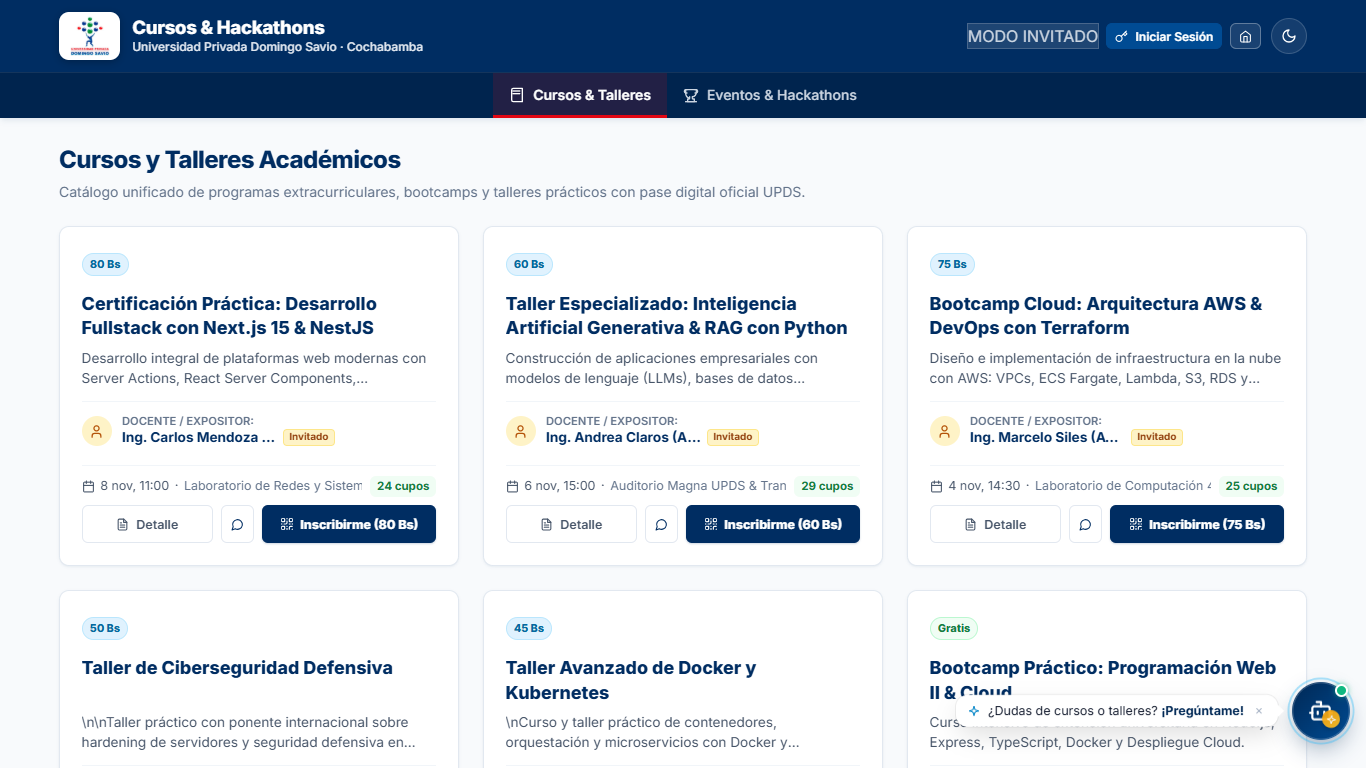 UNIVERSIDAD PRIVADA
DOMINGO SAVIO
Cursos & Hackathons
Universidad Privada Domingo Savio · Cochabamba
MODO INVITADO
Iniciar Sesión
Cursos & Talleres
Eventos & Hackathons
Cursos y Talleres Académicos
Catálogo unificado de programas extracurriculares, bootcamps y talleres prácticos con pase digital oficial UPDS.
80 Bs
Certificación Práctica: Desarrollo
Fullstack con Next.js 15 & NestJS
Desarrollo integral de plataformas web modernas con
Server Actions, React Server Components,...
DOCENTE / EXPOSITOR:
Ing. Carlos Mendoza ... Invitado
8 nov, 11:00 · Laboratorio de Redes y Sistem 24 cupos
Detalle
Inscribirme (80 Bs)
60 Bs
Taller Especializado: Inteligencia
Artificial Generativa & RAG con Python
Construcción de aplicaciones empresariales con
modelos de lenguaje (LLMs), bases de datos...
DOCENTE / EXPOSITOR:
Ing. Andrea Claros (A... Invitado
6 nov, 15:00 · Auditorio Magna UPDS & Tran 29 cupos
Detalle
Inscribirme (60 Bs)
75 Bs
Bootcamp Cloud: Arquitectura AWS &
DevOps con Terraform
Diseño e implementación de infraestructura en la nube
con AWS: VPCs, ECS Fargate, Lambda, S3, RDS y...
DOCENTE / EXPOSITOR:
Ing. Marcelo Siles (A... Invitado
4 nov, 14:30 · Laboratorio de Computación 25 cupos
Detalle
Inscribirme (75 Bs)
50 Bs
Taller de Ciberseguridad Defensiva
\n\nTaller práctico con ponente internacional sobre
hardening de servidores y seguridad defensiva en...
45 Bs
Taller Avanzado de Docker y
Kubernetes
\nCurso y taller práctico de contenedores,
orquestación y microservicios con Docker y...
Gratis
Bootcamp Práctico: Programación Web
II & Cloud
Express, TypeScript, Docker y Despliegue Cloud.
¿Dudas de cursos o talleres? ¡Pregúntame! ×